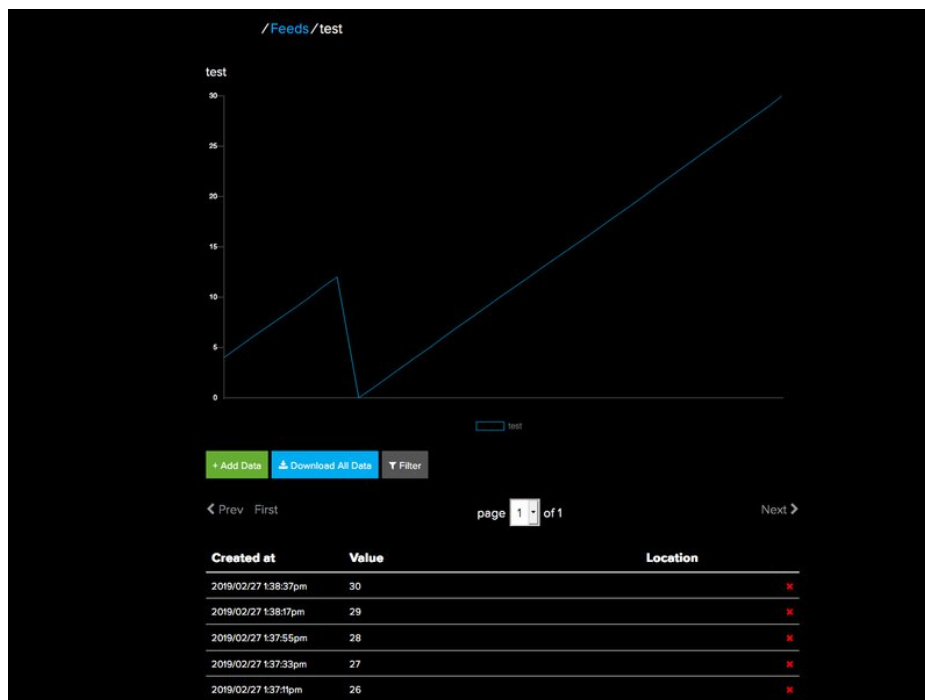 /Feeds/test
test
30
25
20
15
10
5
0
test
+ Add Data Download All Data Filter
Prev First page 1 of 1 Next
Created at Value Location
2019/02/27 1:38:37pm 30
2019/02/27 1:38:17pm 29
2019/02/27 1:37:55pm 28
2019/02/27 1:37:33pm 27
2019/02/27 1:37:11pm 26